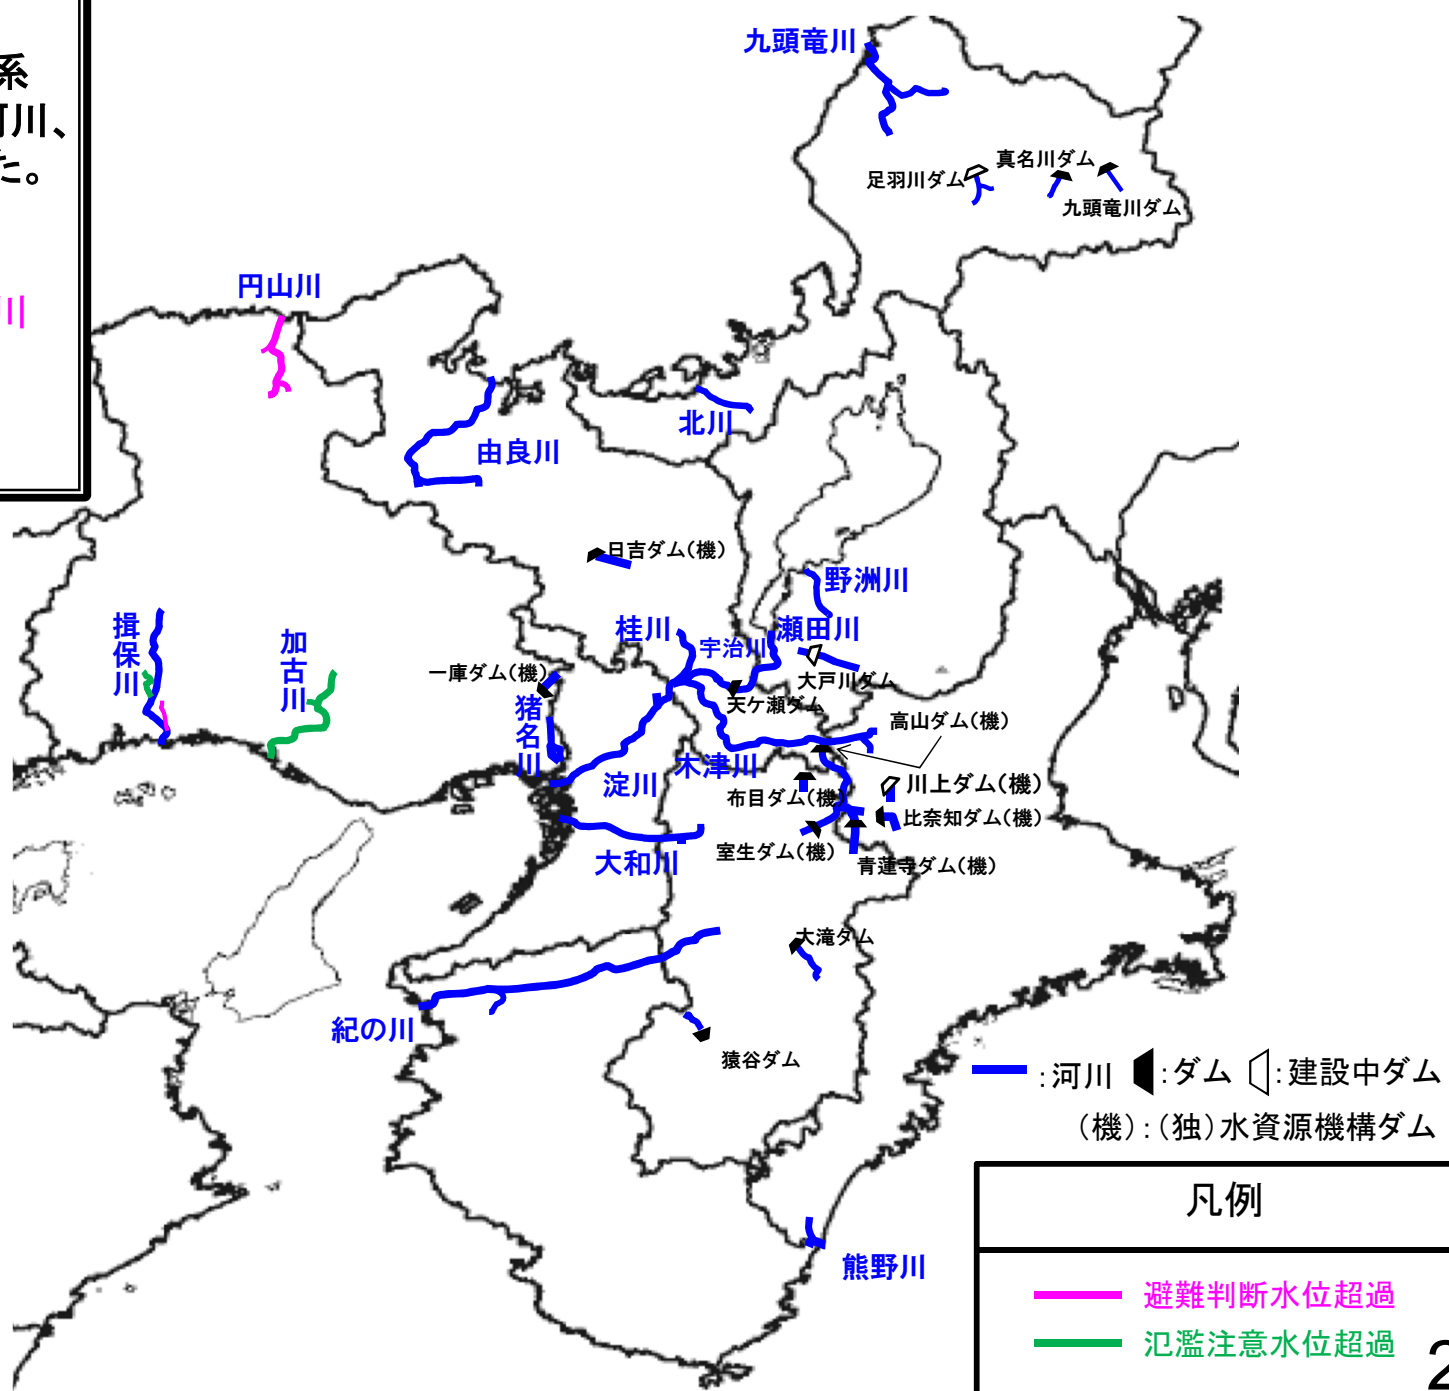 系
河川、
た。
川
九頭竜川
足羽川ダム
真名川ダム
九頭竜川ダム
円山川
北川
由良川
日吉ダム(機)
野洲川
揖保川
加古川
桂川
宇治川
瀬田川
一庫ダム(機)
大戸川ダム
天ケ瀬ダム
猪名川
高山ダム(機)
淀川
木津川
川上ダム(機)
布目ダム(機)
比奈知ダム(機)
大和川
室生ダム(機)
青蓮寺ダム(機)
大滝ダム
紀の川
猿谷ダム
:河川 :ダム :建設中ダム
(機):(独)水資源機構ダム
凡例
熊野川
避難判断水位超過
氾濫注意水位超過
2